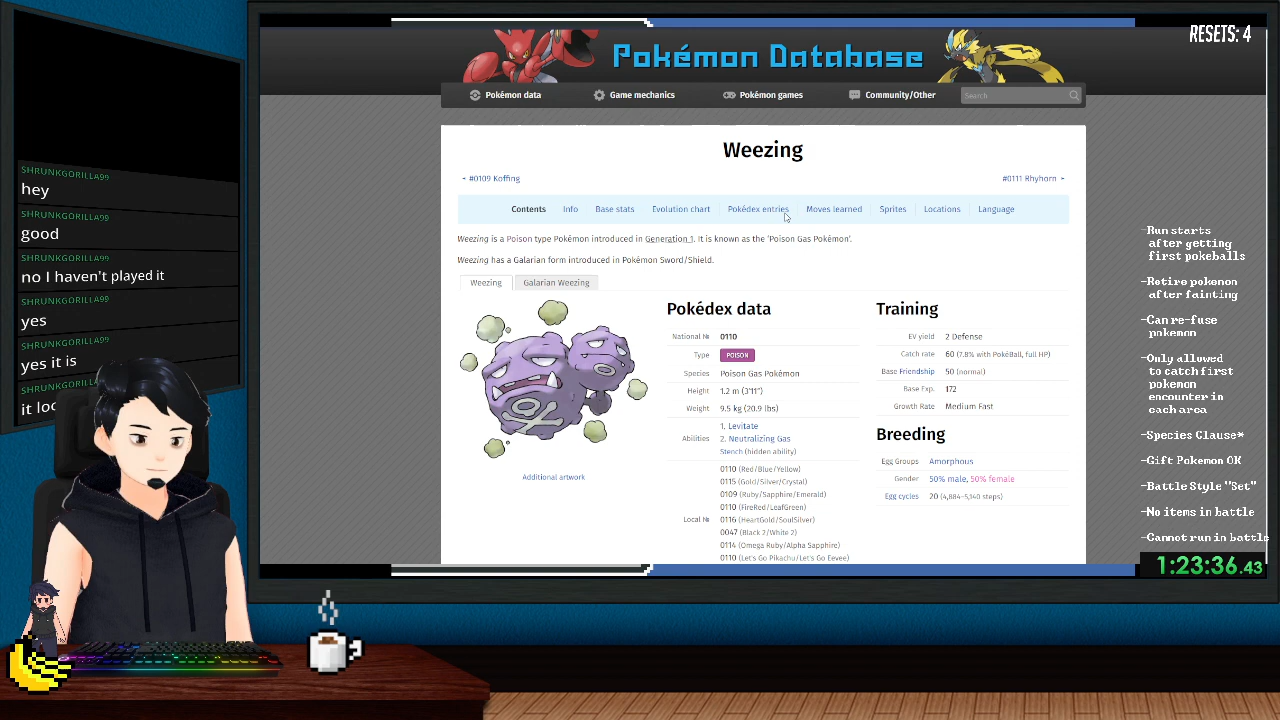 RESETS: 4
Pokémon Database
Pokémon data
Game mechanics
Pokémon games
Community/Other
Search
Weezing
#0109 Koffing
#0111 Rhyhorn
Contents
Info
Base stats
Evolution chart
Pokédex entries
Moves learned
Sprites
Locations
Language
Weezing is a Poison type Pokémon introduced in Generation 1. It is known as the 'Poison Gas Pokémon'.
Weezing has a Galarian form introduced in Pokémon Sword/Shield.
Weezing
Galarian Weezing
Additional artwork
Pokédex data
National № 0110
Type POISON
Species Poison Gas Pokémon
Height 1.2 m (3'11")
Weight 9.5 kg (20.9 lbs)
Abilities 1. Levitate
2. Neutralizing Gas
Stench (hidden ability)
Local № 0110 (Red/Blue/Yellow)
0115 (Gold/Silver/Crystal)
0109 (Ruby/Sapphire/Emerald)
0110 (FireRed/LeafGreen)
0116 (HeartGold/SoulSilver)
0047 (Black 2/White 2)
0114 (Omega Ruby/Alpha Sapphire)
0110 (Let's Go Pikachu/Let's Go Eevee)
Training
EV yield 2 Defense
Catch rate 60 (7.8% with PokéBall, full HP)
Base Friendship 50 (normal)
Base Exp. 172
Growth Rate Medium Fast
Breeding
Egg Groups Amorphous
Gender 50% male, 50% female
Egg cycles 20 (4,884–5,140 steps)
SHRUNKGORILLA99
hey
SHRUNKGORILLA99
good
SHRUNKGORILLA99
no I haven't played it
SHRUNKGORILLA99
yes
SHRUNKGORILLA99
yes it is
SHRUNKGORILLA99
it
-Run starts
after getting
first pokeballs
-Retire pokemon
after fainting
-Can re-fuse
pokemon
-Only allowed
to catch first
pokemon
encounter in
each area
-Species Clause*
-Gift Pokemon OK
-Battle Style "Set"
-No items in battle
-Cannot run in battle
1:23:36.43